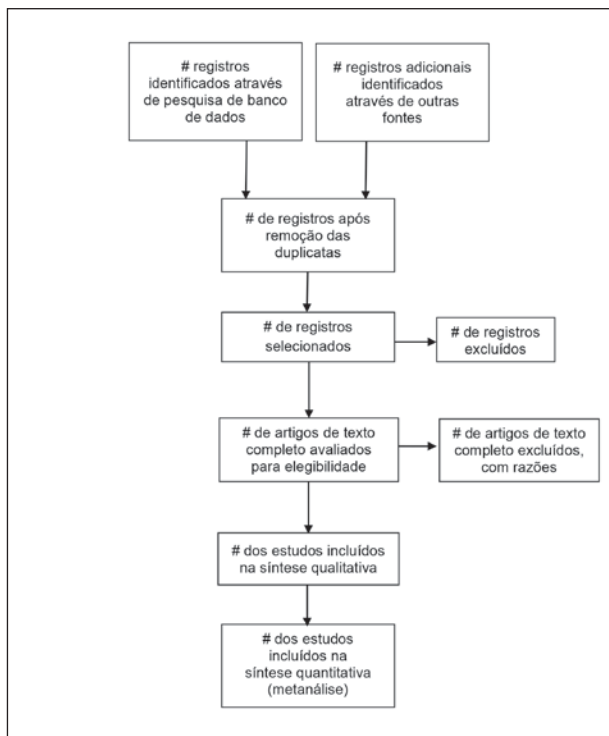 # registros
identificados através
de pesquisa de banco
de dados
# registros adicionais
identificados
através de outras
fontes
# de registros após
remoção das
duplicatas
# de registros
selecionados
# de registros
excluídos
# de artigos de texto
completo avaliados
para elegibilidade
# de artigos de texto
completo excluídos,
com razões
# dos estudos incluídos
na síntese qualitativa
# dos estudos
incluídos na
síntese quantitativa
(metanálise)